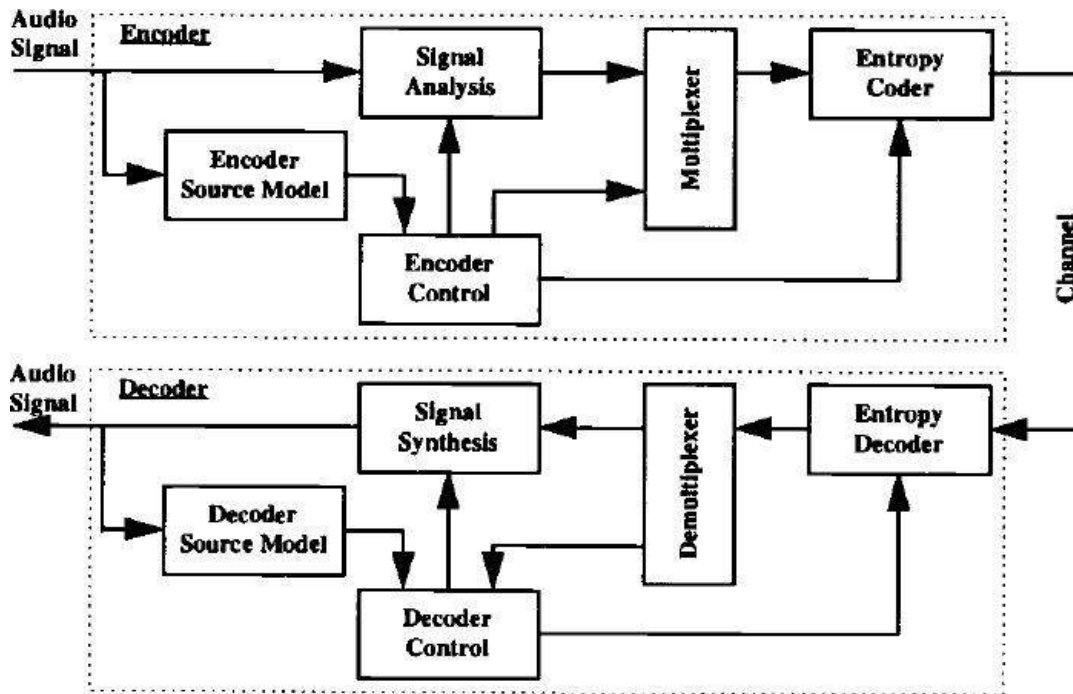 Audio
Signal
Encoder
Signal
Analysis
Multiplexer
Entropy
Coder
Encoder
Source Model
Encoder
Control
Channel
Audio
Signal
Decoder
Signal
Synthesis
Demultiplexer
Entropy
Decoder
Decoder
Source Model
Decoder
Control